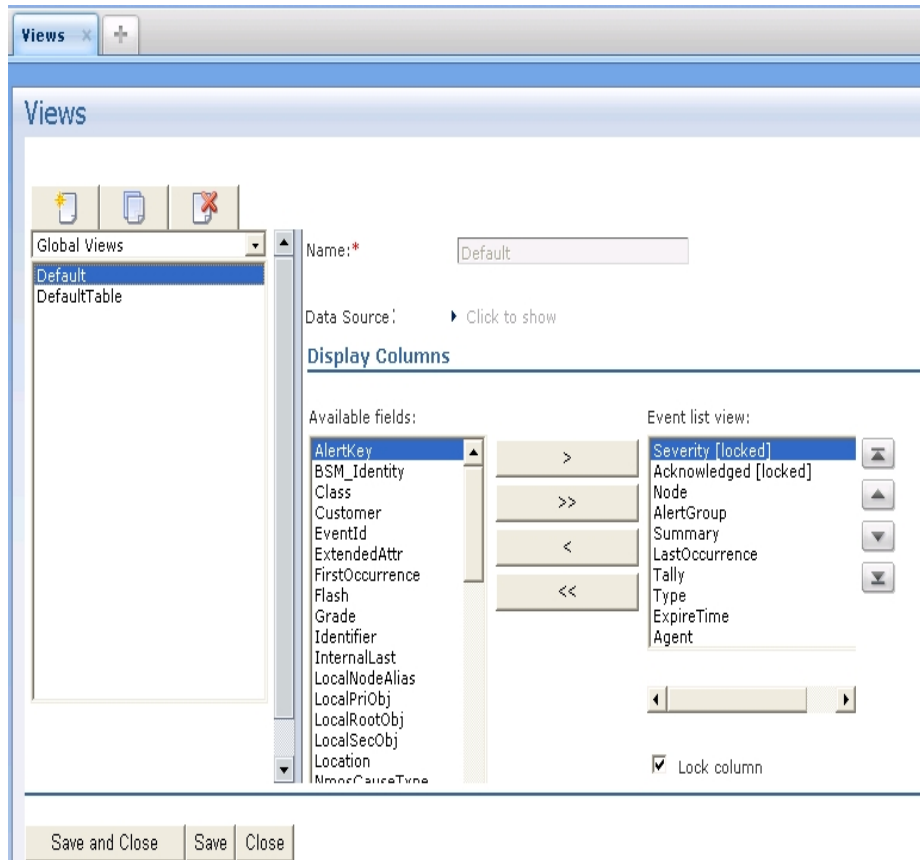 Views
Views
Global Views
Default
DefaultTable
Name:*
Default
Data Source:
Click to show
Display Columns
Available fields:
AlertKey
BSM_Identity
Class
Customer
EventId
ExtendedAttr
FirstOccurrence
Flash
Grade
Identifier
InternalLast
LocalNodeAlias
LocalPriObj
LocalRootObj
LocalSecObj
Location
NmosCauseType
>
>>
<
<<
Event list view:
Severity [locked]
Acknowledged [locked]
Node
AlertGroup
Summary
LastOccurrence
Tally
Type
ExpireTime
Agent
Lock column
Save and Close
Save
Close